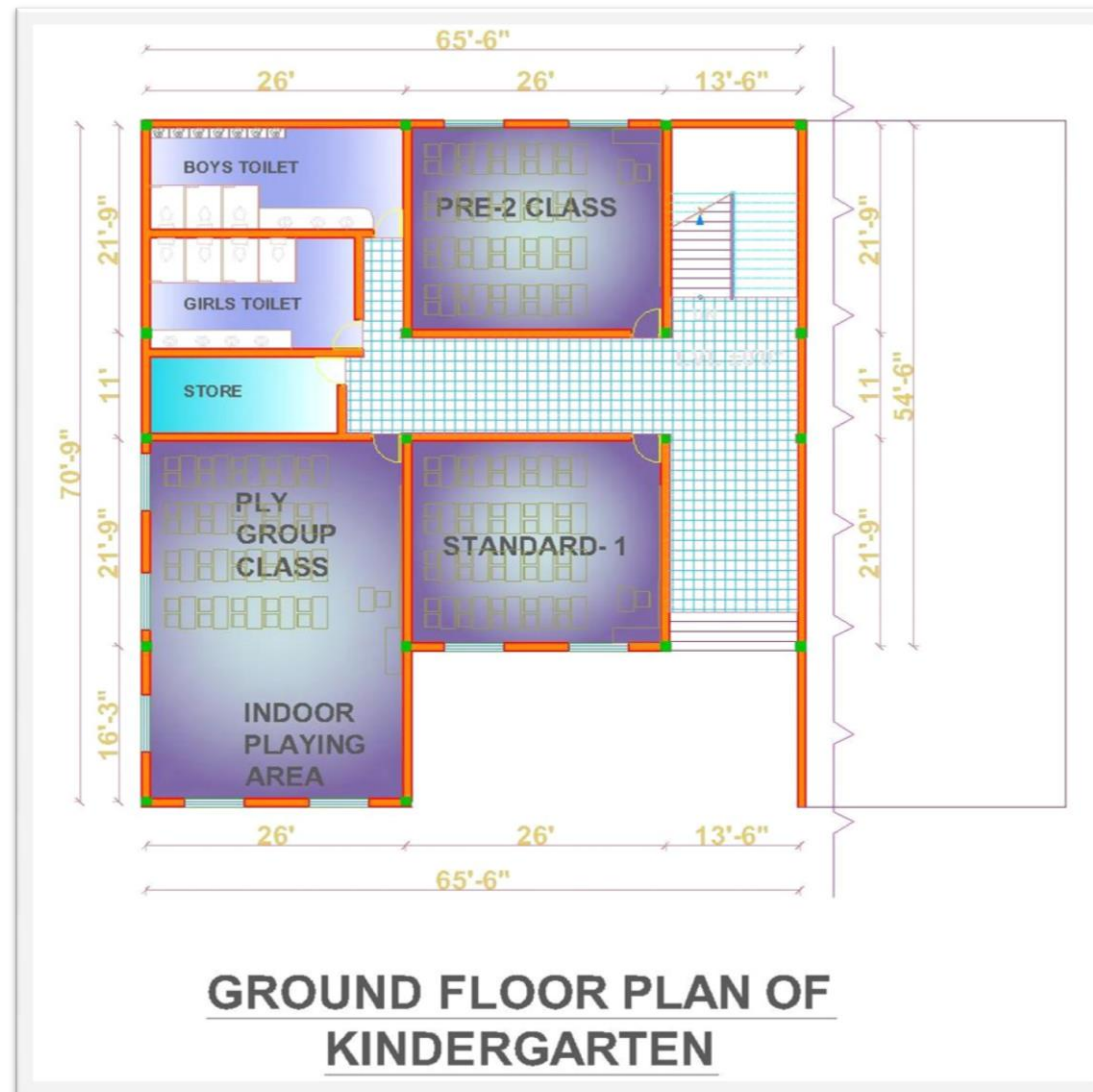 65'-6"
26'
26'
13'-6"
BOYS TOILET
PRE-2 CLASS
21'-9"
21'-9"
GIRLS TOILET
STORE
11'
11'
54'-6"
70'-9"
PLY
GROUP
CLASS
STANDARD- 1
21'-9"
21'-9"
INDOOR
PLAYING
AREA
16'-3"
26'
26'
13'-6"
65'-6"
GROUND FLOOR PLAN OF
KINDERGARTEN